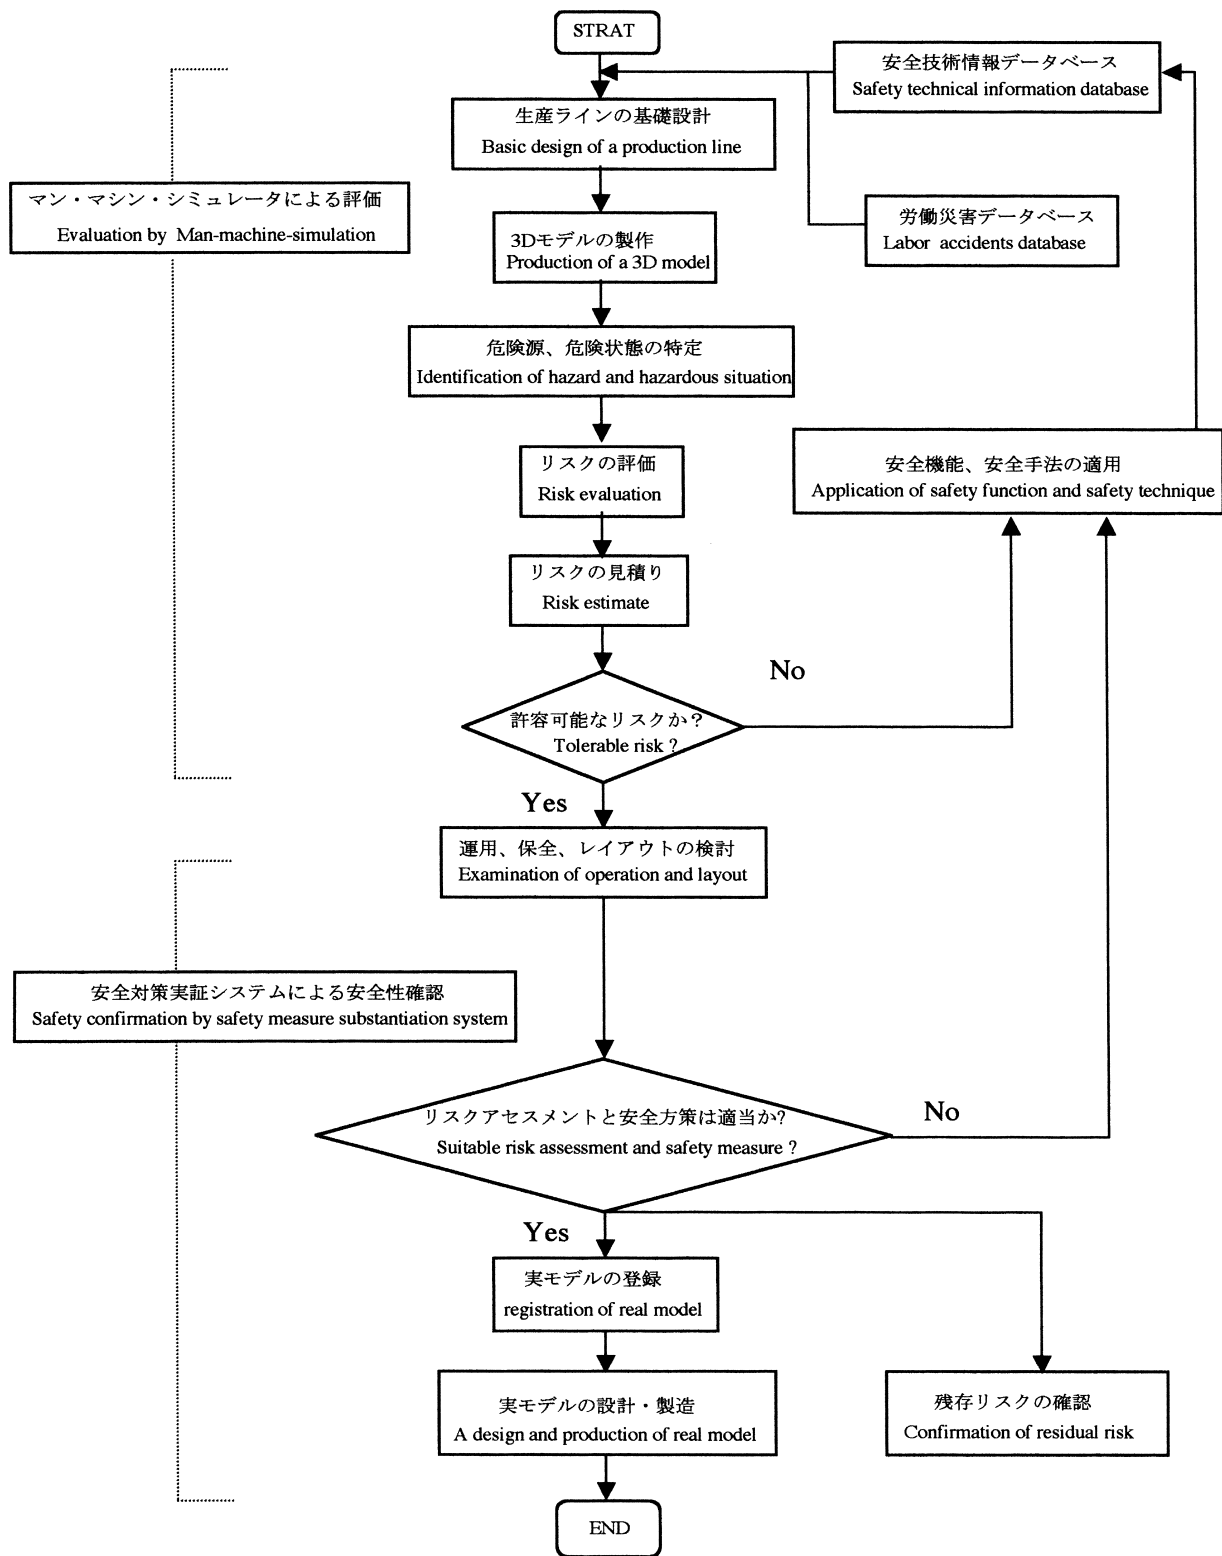 STRAT
安全技術情報データベース
Safety technical information database
生産ラインの基礎設計
Basic design of a production line
マン・マシン・シミュレータによる評価
Evaluation by Man-machine-simulation
労働災害データベース
Labor accidents database
3Dモデルの製作
Production of a 3D model
危険源、危険状態の特定
Identification of hazard and hazardous situation
リスクの評価
Risk evaluation
安全機能、安全手法の適用
Application of safety function and safety technique
リスクの見積り
Risk estimate
No
許容可能なリスクか？
Tolerable risk ?
Yes
運用、保全、レイアウトの検討
Examination of operation and layout
安全対策実証システムによる安全性確認
Safety confirmation by safety measure substantiation system
リスクアセスメントと安全方策は適当か?
Suitable risk assessment and safety measure ?
No
Yes
実モデルの登録
registration of real model
実モデルの設計・製造
A design and production of real model
残存リスクの確認
Confirmation of residual risk
END